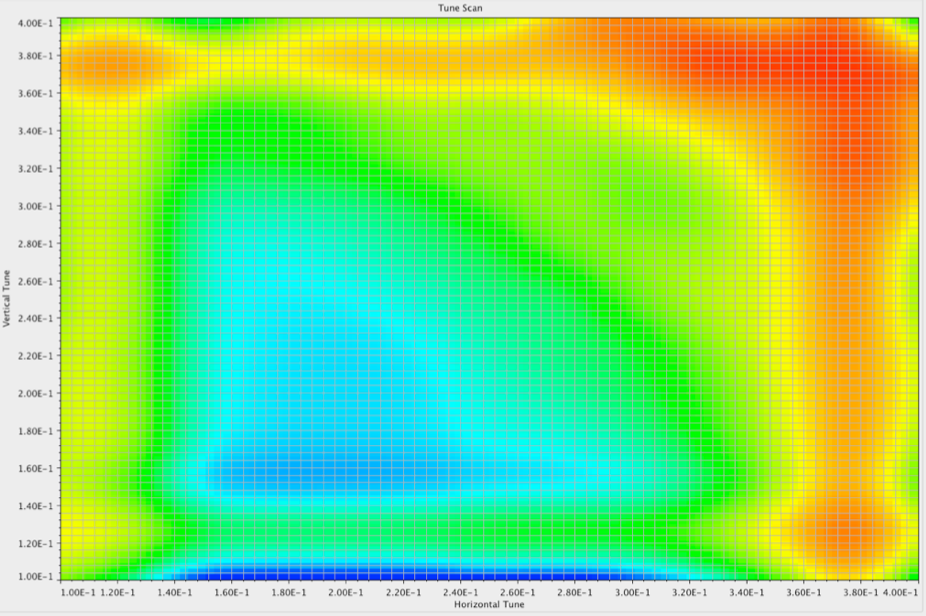 Tune Scan
4.00E-1
3.80E-1
3.60E-1
3.40E-1
3.20E-1
3.00E-1
2.80E-1
2.60E-1
2.40E-1
2.20E-1
2.00E-1
1.80E-1
1.60E-1
1.40E-1
1.20E-1
1.00E-1
Vertical Tune
1.00E-1 1.20E-1 1.40E-1 1.60E-1 1.80E-1 2.00E-1 2.20E-1 2.40E-1 2.60E-1 2.80E-1 3.00E-1 3.20E-1 3.40E-1 3.60E-1 3.80E-1 4.00E-1
Horizontal Tune